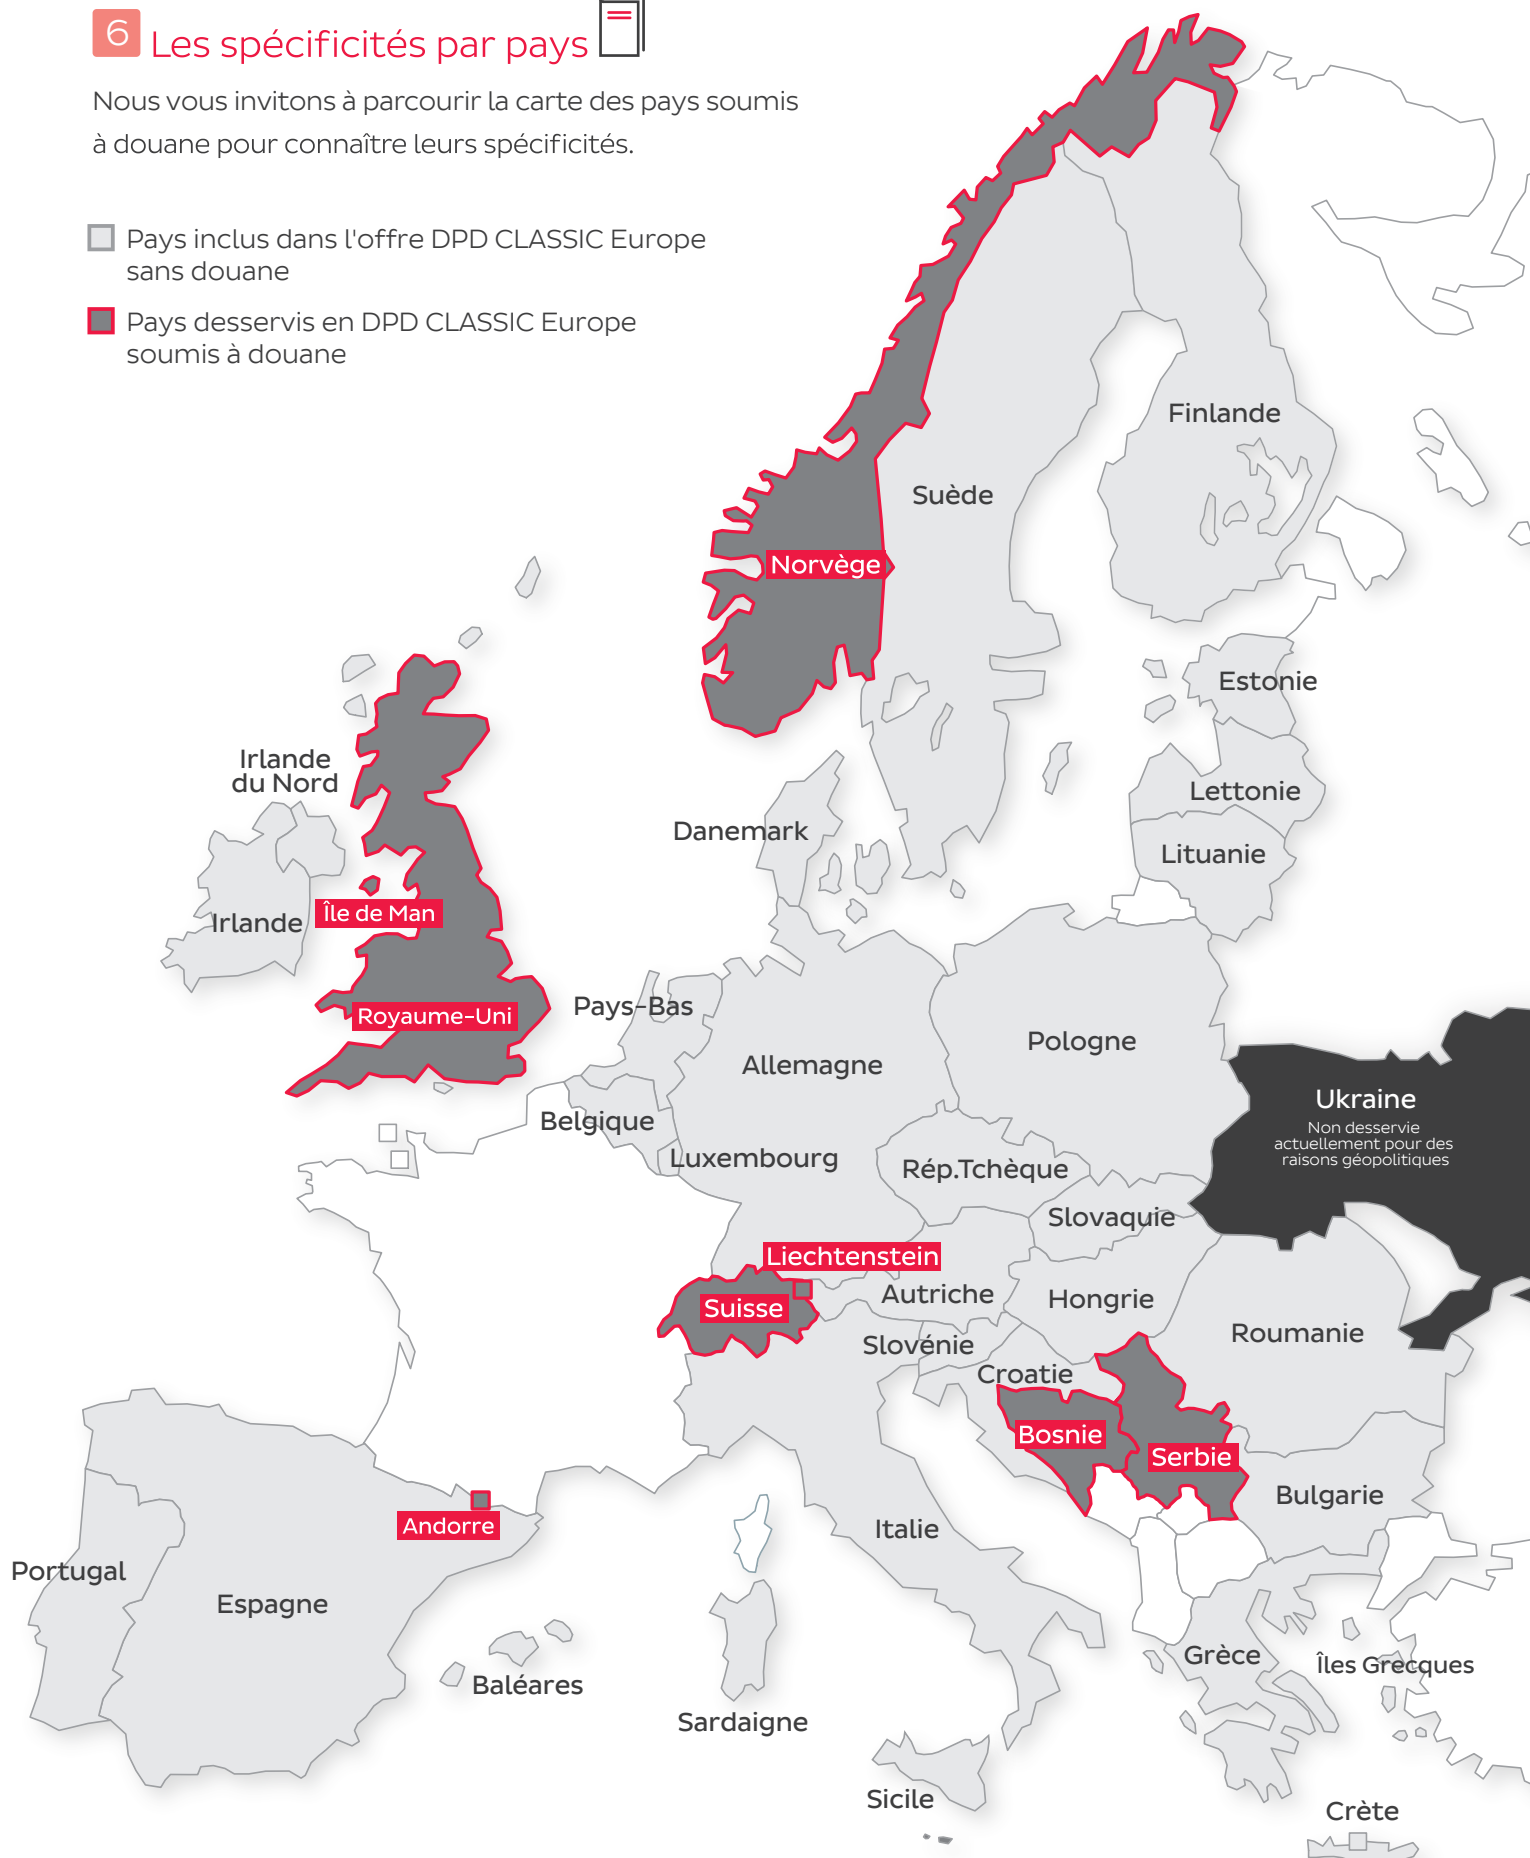 6 Les spécificités par pays
Nous vous invitons à parcourir la carte des pays soumis
à douane pour connaître leurs spécificités.
Pays inclus dans l'offre DPD CLASSIC Europe
sans douane
Pays desservis en DPD CLASSIC Europe
soumis à douane
Finlande
Suède
Norvège
Estonie
Irlande
du Nord
Lettonie
Danemark
Lituanie
Île de Man
Irlande
Pays-Bas
Royaume-Uni
Pologne
Allemagne
Ukraine
Non desservie
actuellement pour des
raisons géopolitiques
Belgique
Luxembourg
Rép.Tchèque
Slovaquie
Liechtenstein
Autriche
Hongrie
Suisse
Roumanie
Slovénie
Croatie
Bosnie
Serbie
Bulgarie
Andorre
Italie
Portugal
Espagne
Grèce
Îles Grecques
Baléares
Sardaigne
Sicile
Crète